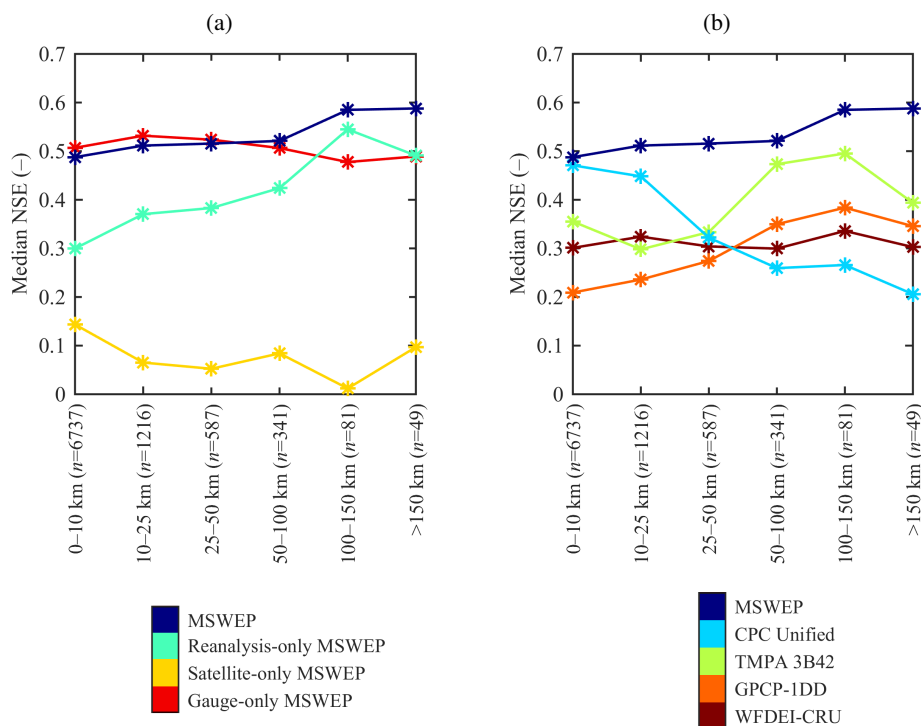 (a)
0.7
0.6
0.5
0.4
0.3
0.2
0.1
0
Median NSE (–)
0–10 km (n=6737)
10–25 km (n=1216)
25–50 km (n=587)
50–100 km (n=341)
100–150 km (n=81)
>150 km (n=49)
MSWEP
Reanalysis-only MSWEP
Satellite-only MSWEP
Gauge-only MSWEP
(b)
0.7
0.6
0.5
0.4
0.3
0.2
0.1
0
Median NSE (–)
0–10 km (n=6737)
10–25 km (n=1216)
25–50 km (n=587)
50–100 km (n=341)
100–150 km (n=81)
>150 km (n=49)
MSWEP
CPC Unified
TMPA 3B42
GPCP-1DD
WFDEI-CRU